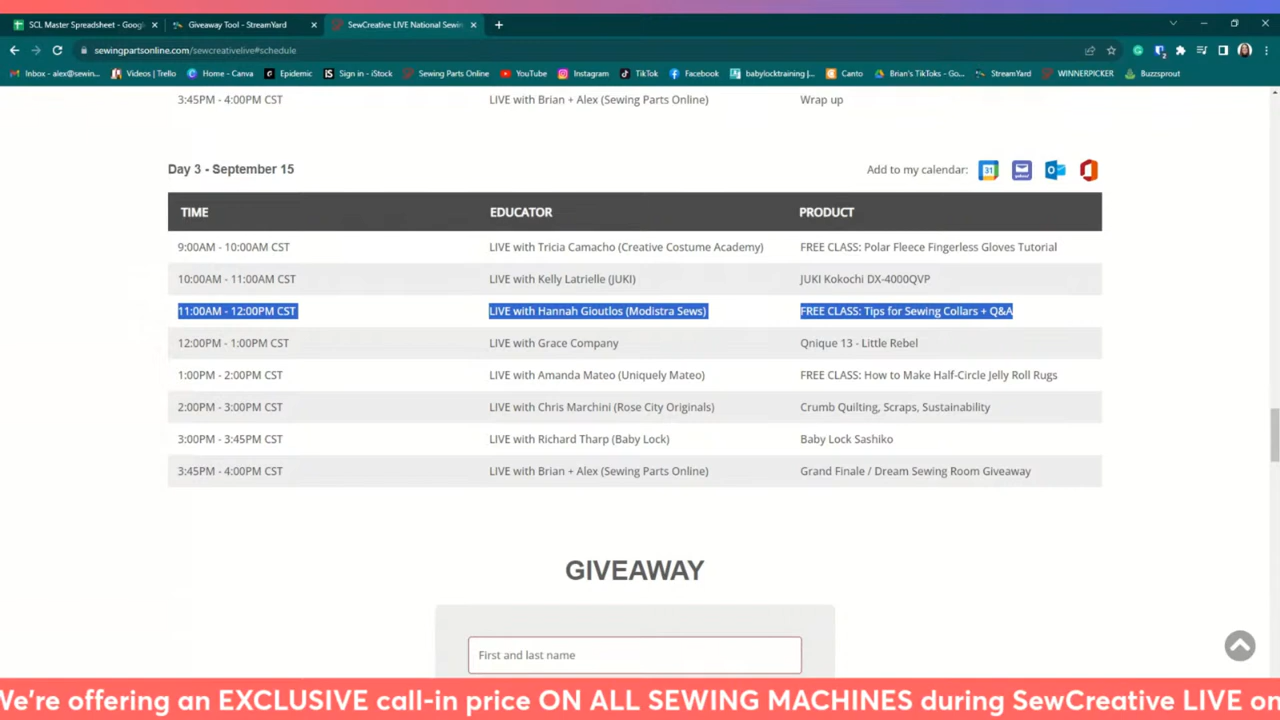 SCL Master Spreadsheet - Goog
Giveaway Tool - StreamYard
SewCreative LIVE National Sewin
sewingpartsonline.com/sewcreativelive#schedule
Inbox - alex@sewin...
Videos | Trello
Home - Canva
Epidemic
Sign in - iStock
Sewing Parts Online
YouTube
Instagram
TikTok
Facebook
babylocktraining |...
Canto
Brian's TikToks - Go...
StreamYard
WINNERPICKER
Buzzsprout
3:45PM - 4:00PM CST LIVE with Brian + Alex (Sewing Parts Online) Wrap up
Day 3 - September 15 Add to my calendar:
TIME EDUCATOR PRODUCT
9:00AM - 10:00AM CST LIVE with Tricia Camacho (Creative Costume Academy) FREE CLASS: Polar Fleece Fingerless Gloves Tutorial
10:00AM - 11:00AM CST LIVE with Kelly Latrielle (JUKI) JUKI Kokochi DX-4000QVP
11:00AM - 12:00PM CST LIVE with Hannah Gioutlos (Modistra Sews) FREE CLASS: Tips for Sewing Collars + Q&A
12:00PM - 1:00PM CST LIVE with Grace Company Qnique 13 - Little Rebel
1:00PM - 2:00PM CST LIVE with Amanda Mateo (Uniquely Mateo) FREE CLASS: How to Make Half-Circle Jelly Roll Rugs
2:00PM - 3:00PM CST LIVE with Chris Marchini (Rose City Originals) Crumb Quilting, Scraps, Sustainability
3:00PM - 3:45PM CST LIVE with Richard Tharp (Baby Lock) Baby Lock Sashiko
3:45PM - 4:00PM CST LIVE with Brian + Alex (Sewing Parts Online) Grand Finale / Dream Sewing Room Giveaway
GIVEAWAY
First and last name
We're offering an EXCLUSIVE call-in price ON ALL SEWING MACHINES during SewCreative LIVE on